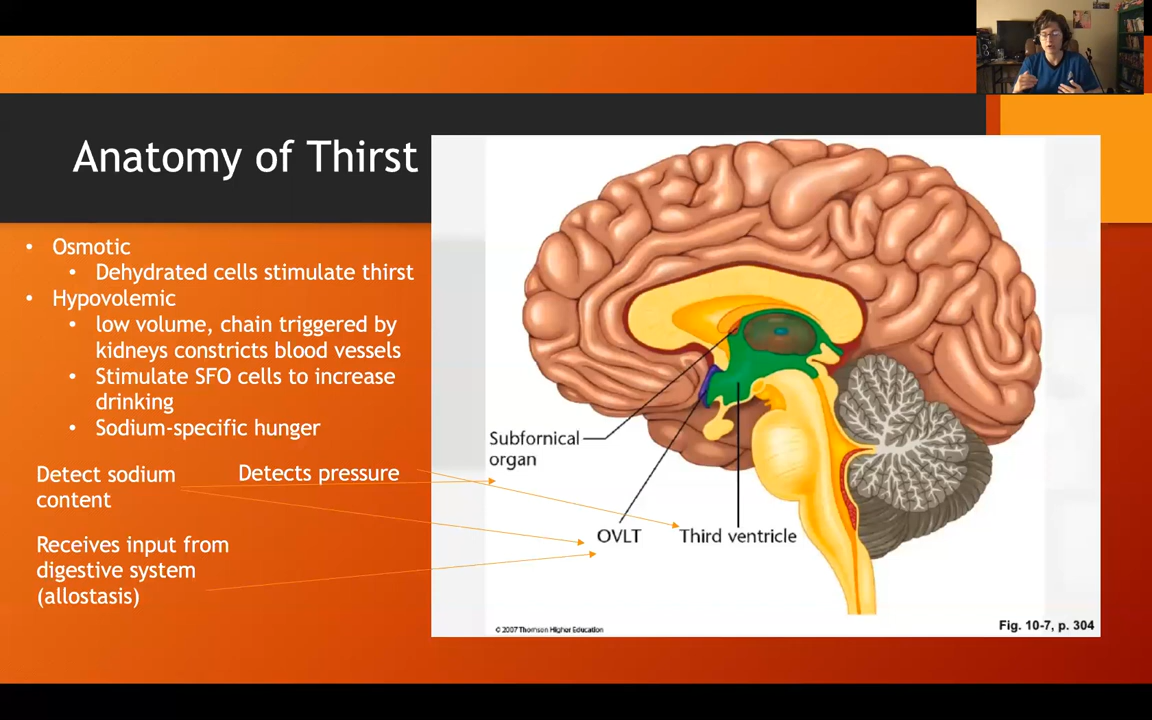 Anatomy of Thirst
• Osmotic
• Dehydrated cells stimulate thirst
• Hypovolemic
• low volume, chain triggered by
kidneys constricts blood vessels
• Stimulate SFO cells to increase
drinking
• Sodium-specific hunger
Detect sodium
content
Detects pressure
Receives input from
digestive system
(allostasis)
Subfornical
organ
OVLT
Third ventricle
© 2007 Thomson Higher Education
Fig. 10-7, p. 304